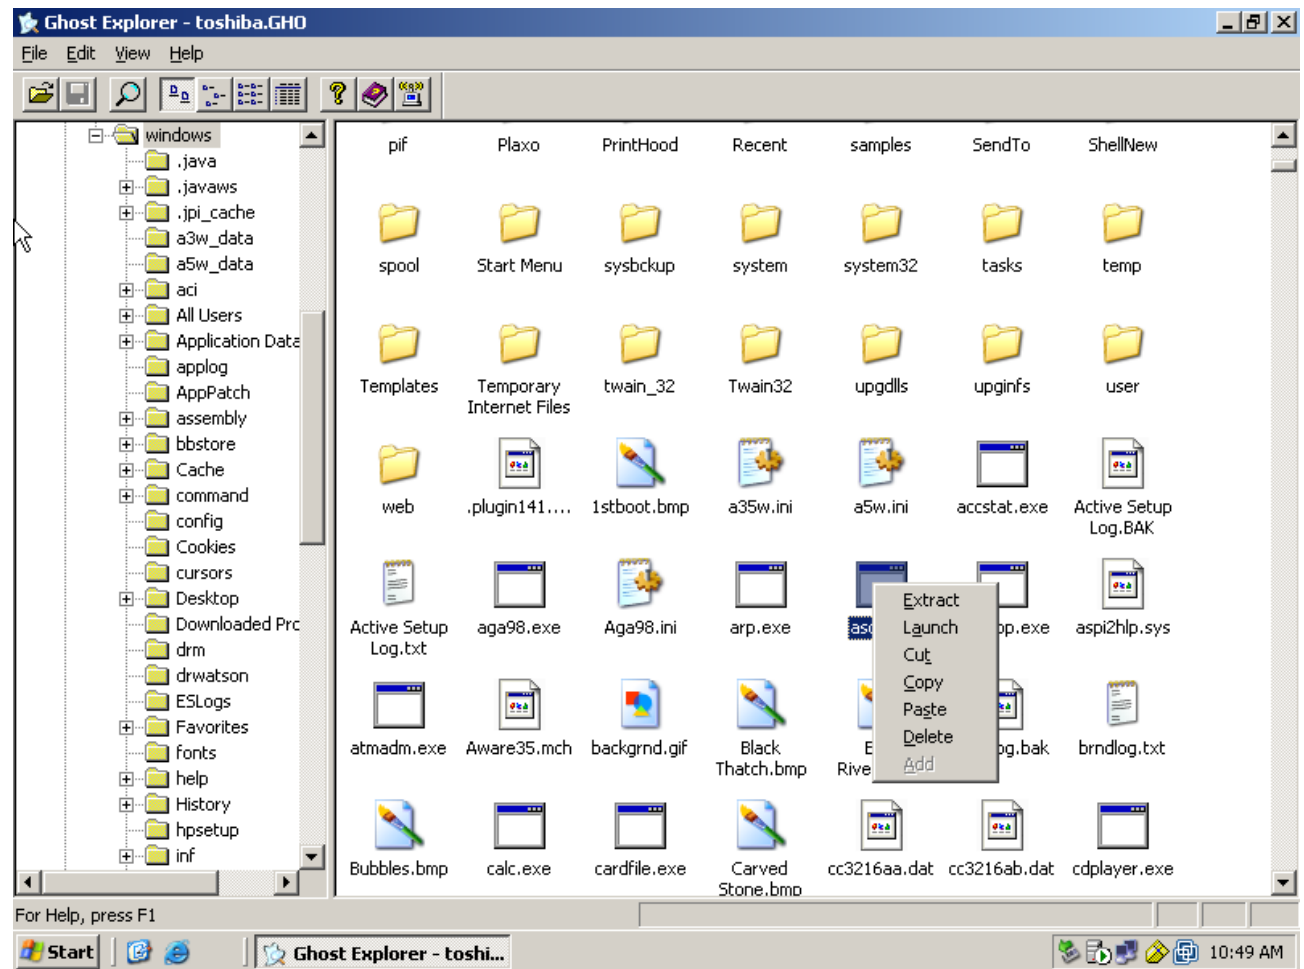 Ghost Explorer - toshiba.GHO
File Edit View Help
windows
.java
.javaws
.jpi_cache
a3w_data
a5w_data
aci
All Users
Application Data
applog
AppPatch
assembly
bbstore
Cache
command
config
Cookies
cursors
Desktop
Downloaded Prc
drm
drwatson
ESLogs
Favorites
fonts
help
History
hpsetup
inf
pif Plaxo PrintHood Recent samples SendTo ShellNew
spool Start Menu sysbckup system system32 tasks temp
Templates Temporary twain_32 Twain32 upgdlls upginfs user
Internet Files
web .plugin141.... 1stboot.bmp a35w.ini a5w.ini accstat.exe Active Setup
Log.BAK
Active Setup aga98.exe Aga98.ini arp.exe op.exe aspi2hlp.sys
Log.txt
atmadm.exe Aware35.mch backgrnd.gif Black og.bak brndlog.txt
Thatch.bmp Rive
Bubbles.bmp calc.exe cardfile.exe Carved cc3216aa.dat cc3216ab.dat cdplayer.exe
Stone.bmp
Extract
Launch
Cut
Copy
Paste
Delete
Add
For Help, press F1
Start Ghost Explorer - toshi... 10:49 AM